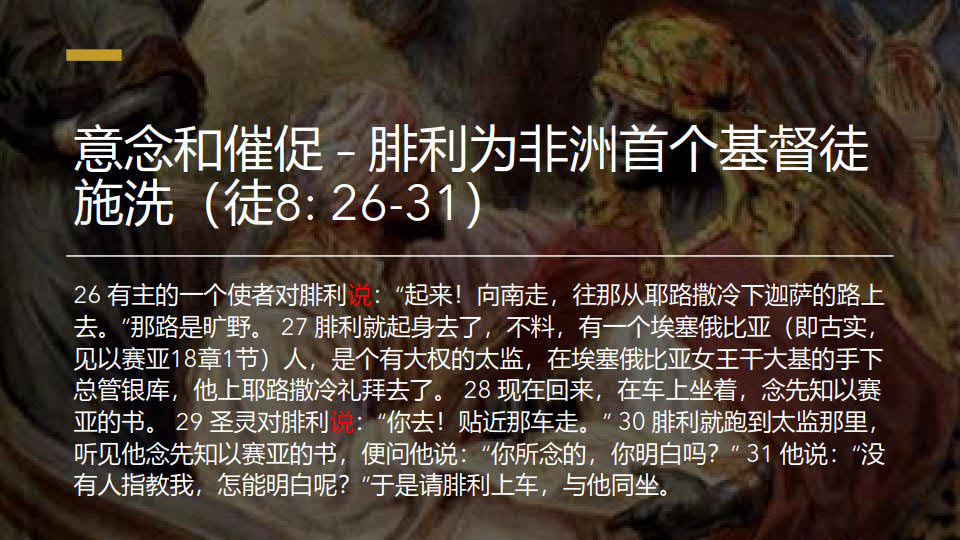 意念和催促 – 腓利为非洲首个基督徒
施洗（徒8: 26-31）
26 有主的一个使者对腓利说：“起来！向南走，往那从耶路撒冷下迦萨的路上
去。”那路是旷野。 27 腓利就起身去了，不料，有一个埃塞俄比亚（即古实，
见以赛亚18章1节）人，是个有大权的太监，在埃塞俄比亚女王干大基的手下
总管银库，他上耶路撒冷礼拜去了。 28 现在回来，在车上坐着，念先知以赛
亚的书。 29 圣灵对腓利说：“你去！贴近那车走。 ” 30 腓利就跑到太监那里，
听见他念先知以赛亚的书，便问他说：“你所念的，你明白吗？” 31 他说：“没
有人指教我，怎能明白呢？”于是请腓利上车，与他同坐。